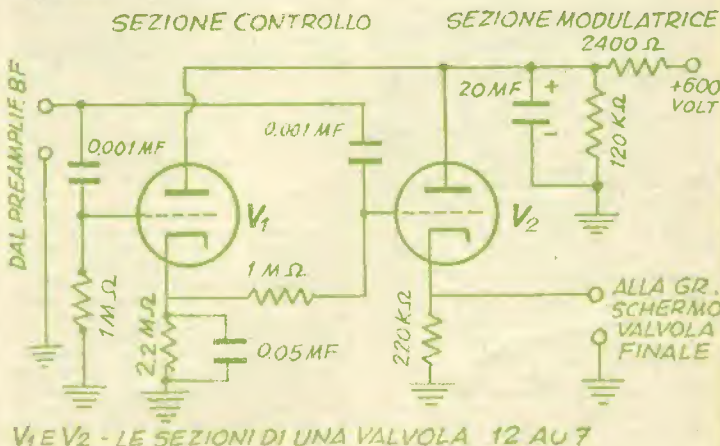 SEZIONE CONTROLLO
SEZIONE MODULATRICE
2400 Ω
+600
VOLT
20 MF
+
-
120 KΩ
DAL PREAMPLIF. BF
0.001 MF
0.001 MF
V1
V2
1 MΩ
1 MΩ
2.2 MΩ
0.05 MF
220 KΩ
ALLA GR.
SCHERMO
VALVOLA
FINALE
V1 E V2 - LE SEZIONI DI UNA VALVOLA 12 AU 7